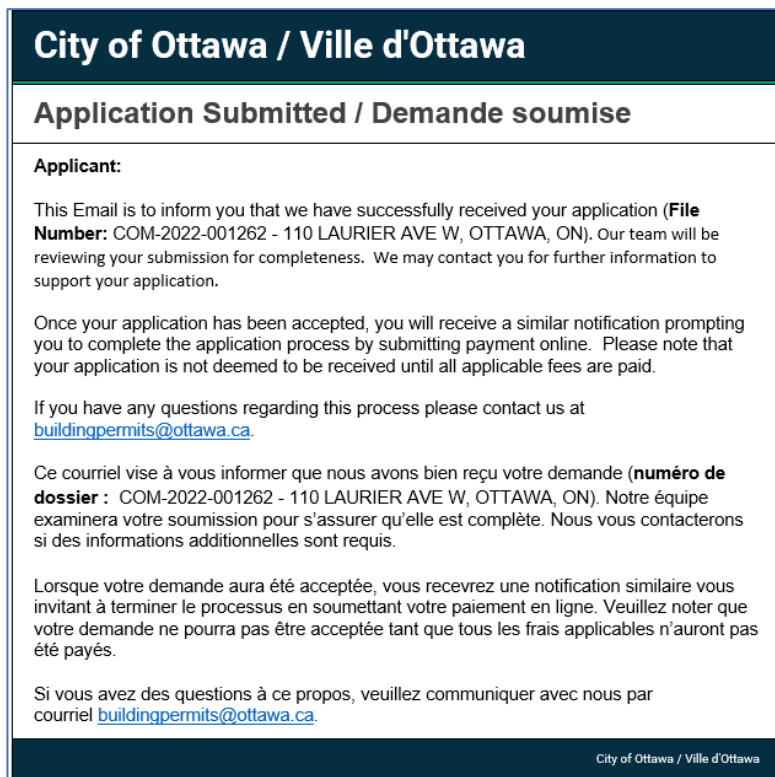 City of Ottawa / Ville d'Ottawa
Application Submitted / Demande soumise
Applicant:
This Email is to inform you that we have successfully received your application (File
Number: COM-2022-001262 - 110 LAURIER AVE W, OTTAWA, ON). Our team will be
reviewing your submission for completeness.  We may contact you for further information to
support your application.
Once your application has been accepted, you will receive a similar notification prompting
you to complete the application process by submitting payment online.  Please note that
your application is not deemed to be received until all applicable fees are paid.
If you have any questions regarding this process please contact us at
buildingpermits@ottawa.ca.
Ce courriel vise à vous informer que nous avons bien reçu votre demande (numéro de
dossier :  COM-2022-001262 - 110 LAURIER AVE W, OTTAWA, ON). Notre équipe
examinera votre soumission pour s’assurer qu’elle est complète. Nous vous contacterons
si des informations additionnelles sont requis.
Lorsque votre demande aura été acceptée, vous recevrez une notification similaire vous
invitant à terminer le processus en soumettant votre paiement en ligne. Veuillez noter que
votre demande ne pourra pas être acceptée tant que tous les frais applicables n’auront pas
été payés.
Si vous avez des questions à ce propos, veuillez communiquer avec nous par
courriel buildingpermits@ottawa.ca.
City of Ottawa / Ville d'Ottawa